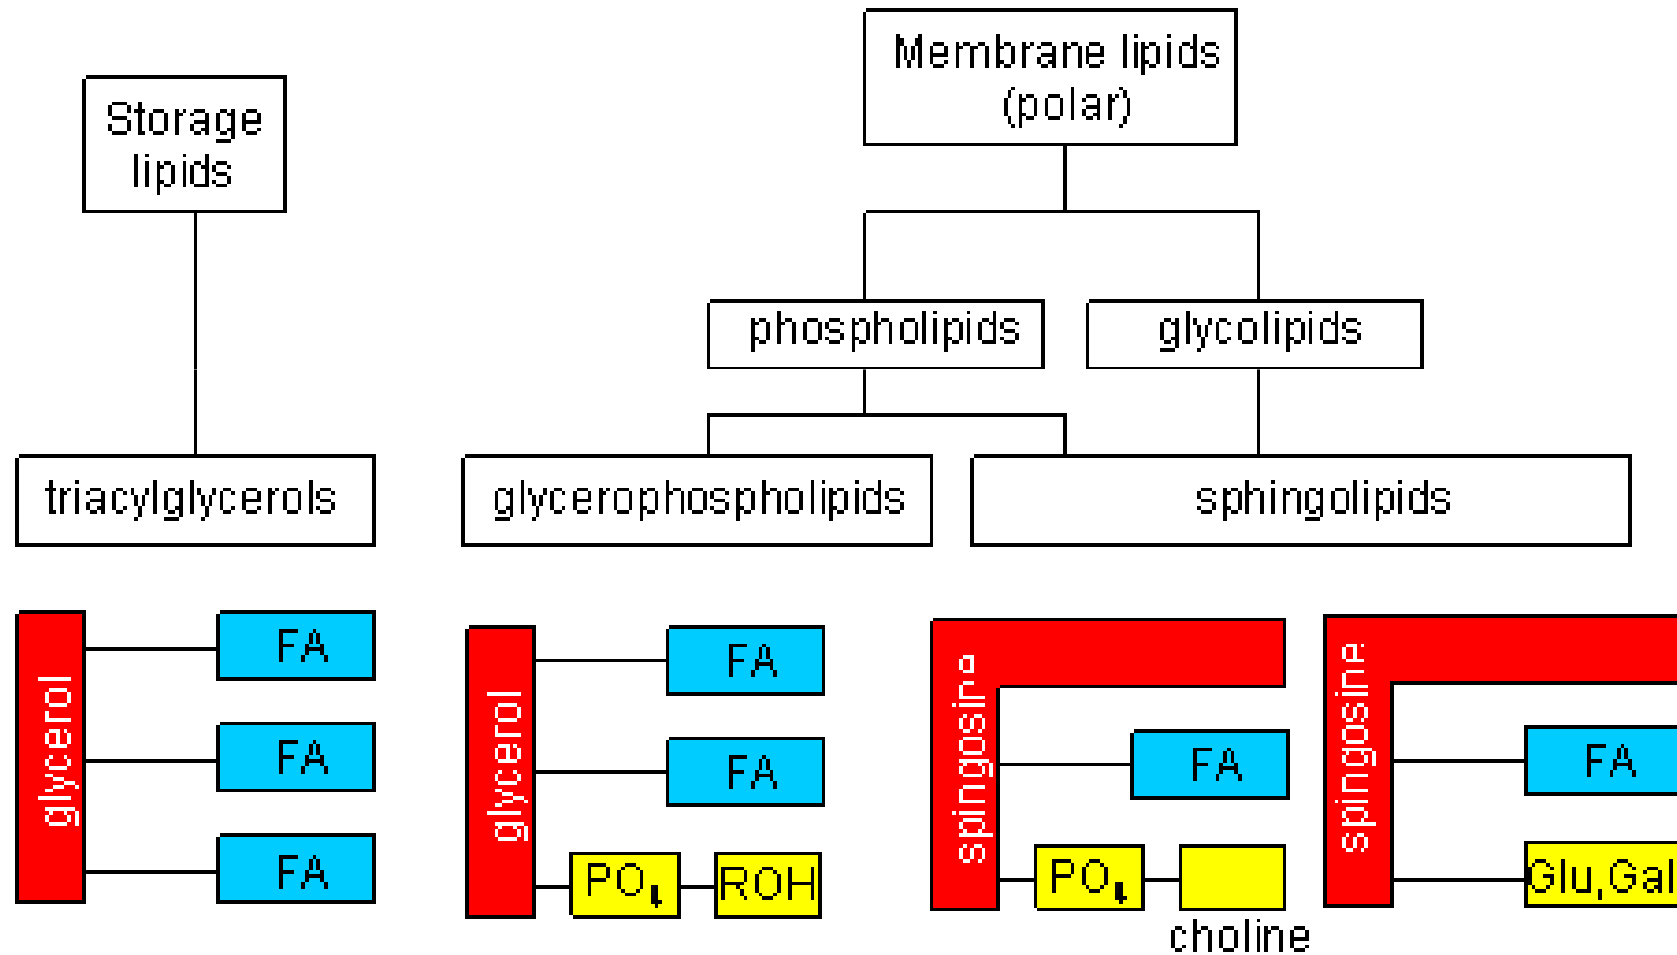 Membrane lipids
(polar)
Storage
lipids
phospholipids
glycolipids
triacylglycerols
glycerophospholipids
sphingolipids
glycerol
FA
FA
FA
glycerol
FA
FA
PO₄
ROH
spingosine
FA
PO₄
choline
spingosine
FA
Glu,Gal